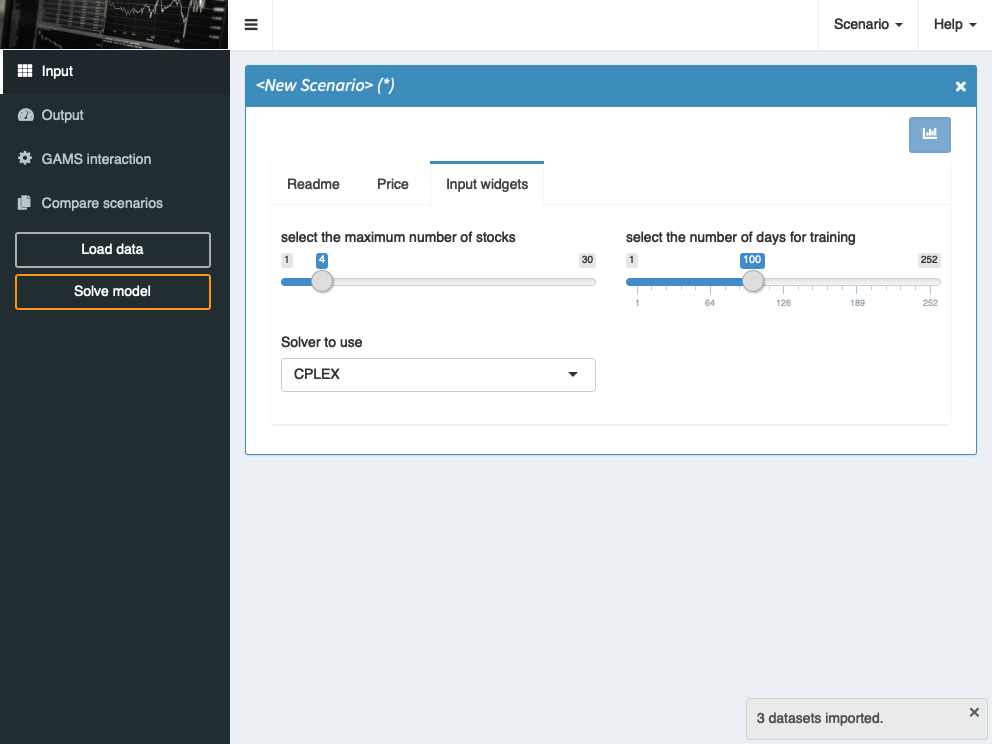 Scenario
Help
Input
Output
GAMS interaction
Compare scenarios
Load data
Solve model
<New Scenario> (*)
Readme
Price
Input widgets
select the maximum number of stocks
1
4
30
select the number of days for training
1
100
252
1
64
126
189
252
Solver to use
CPLEX
3 datasets imported.